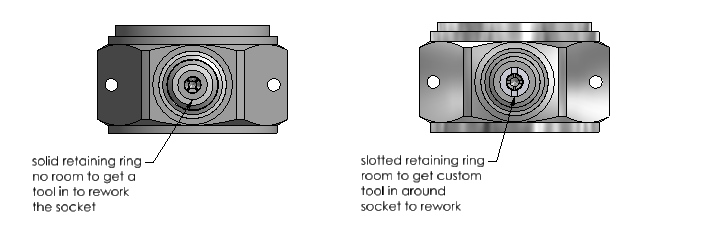 solid retaining ring
no room to get a
tool in to rework
the socket
slotted retaining ring
room to get custom
tool in around
socket to rework